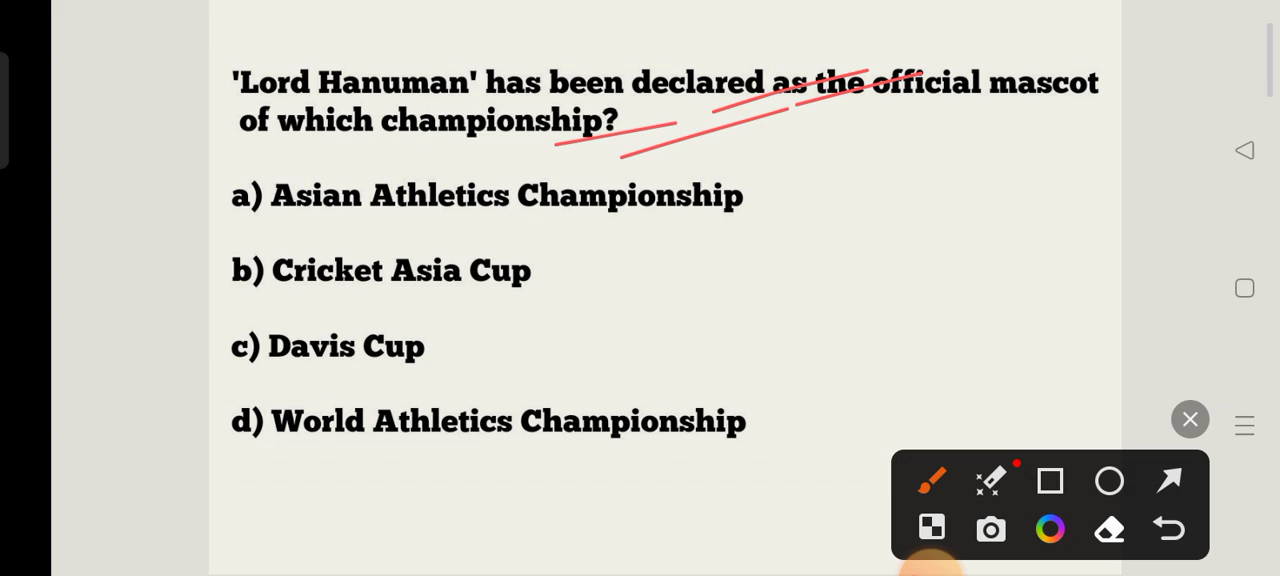 'Lord Hanuman' has been declared as the official mascot
of which championship?
a) Asian Athletics Championship
b) Cricket Asia Cup
c) Davis Cup
d) World Athletics Championship